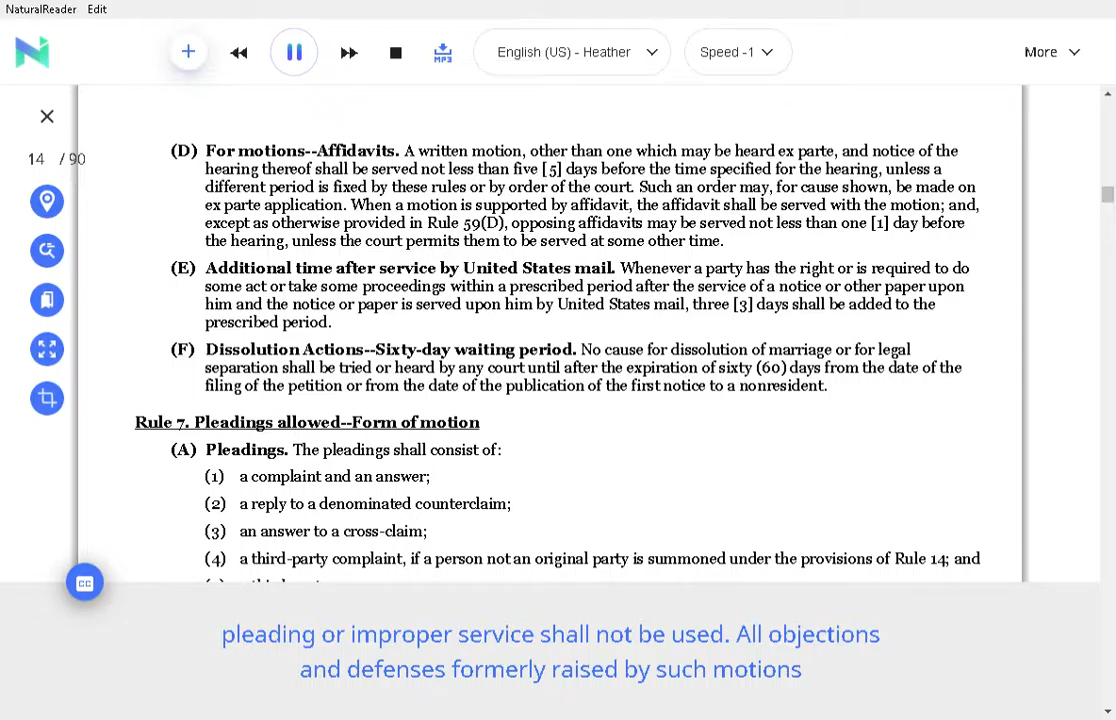 NaturalReader Edit
MP3
English (US) - Heather
Speed -1
More
14 / 90
(D) For motions--Affidavits. A written motion, other than one which may be heard ex parte, and notice of the
hearing thereof shall be served not less than five [5] days before the time specified for the hearing, unless a
different period is fixed by these rules or by order of the court. Such an order may, for cause shown, be made on
ex parte application. When a motion is supported by affidavit, the affidavit shall be served with the motion; and,
except as otherwise provided in Rule 59(D), opposing affidavits may be served not less than one [1] day before
the hearing, unless the court permits them to be served at some other time.
(E) Additional time after service by United States mail. Whenever a party has the right or is required to do
some act or take some proceedings within a prescribed period after the service of a notice or other paper upon
him and the notice or paper is served upon him by United States mail, three [3] days shall be added to the
prescribed period.
(F) Dissolution Actions--Sixty-day waiting period. No cause for dissolution of marriage or for legal
separation shall be tried or heard by any court until after the expiration of sixty (60) days from the date of the
filing of the petition or from the date of the publication of the first notice to a nonresident.
Rule 7. Pleadings allowed--Form of motion
(A) Pleadings. The pleadings shall consist of:
(1) a complaint and an answer;
(2) a reply to a denominated counterclaim;
(3) an answer to a cross-claim;
(4) a third-party complaint, if a person not an original party is summoned under the provisions of Rule 14; and
CC
pleading or improper service shall not be used. All objections
and defenses formerly raised by such motions